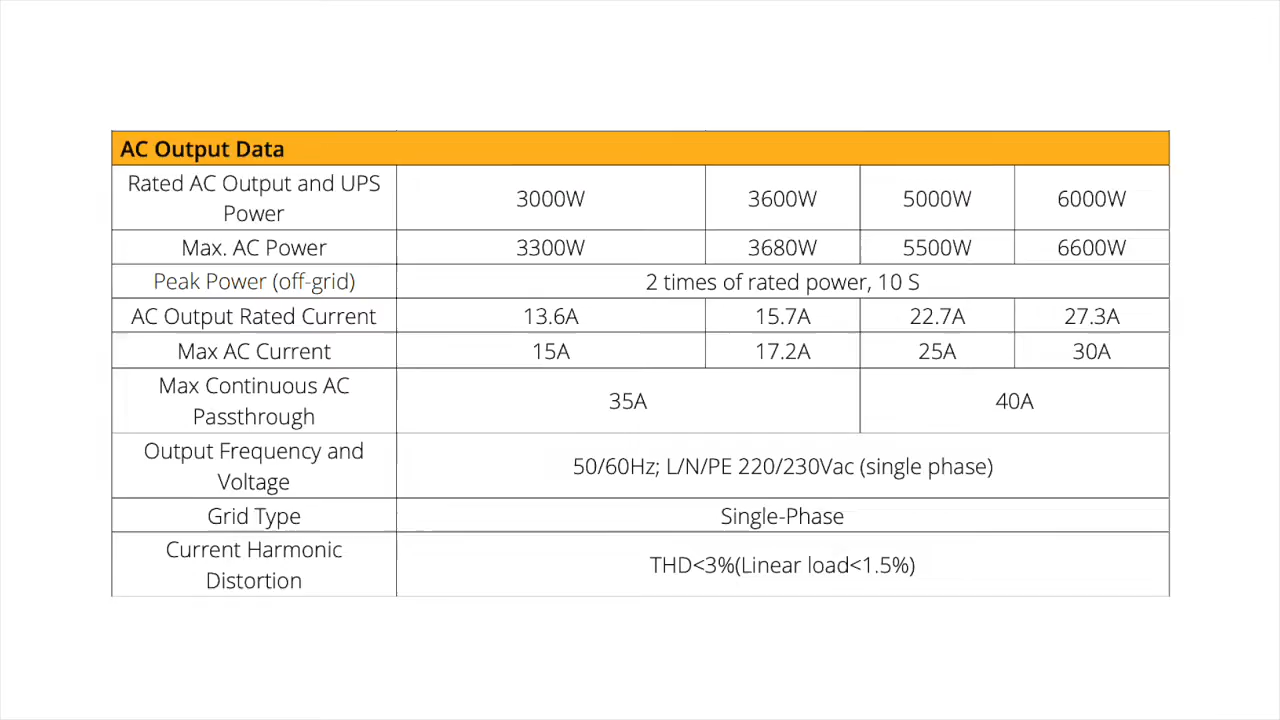 AC Output Data
Rated AC Output and UPS
Power
3000W 3600W 5000W 6000W
Max. AC Power 3300W 3680W 5500W 6600W
Peak Power (off-grid) 2 times of rated power, 10 S
AC Output Rated Current 13.6A 15.7A 22.7A 27.3A
Max AC Current 15A 17.2A 25A 30A
Max Continuous AC
Passthrough
35A 40A
Output Frequency and
Voltage
50/60Hz; L/N/PE 220/230Vac (single phase)
Grid Type Single-Phase
Current Harmonic
Distortion
THD<3%(Linear load<1.5%)